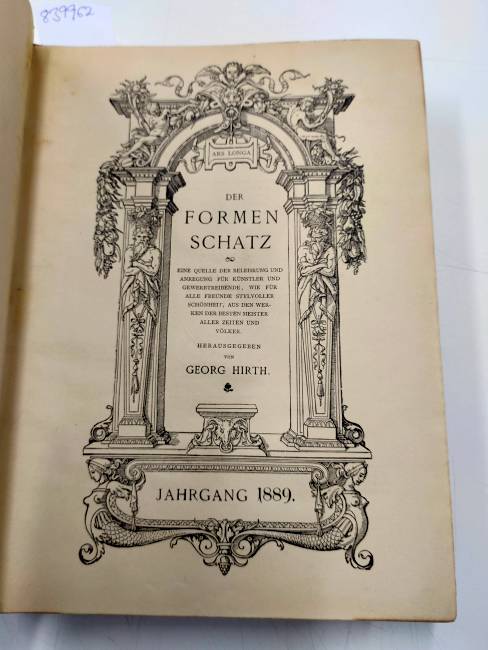 839962
ARS LONGA
DER
FORMEN
SCHATZ
EINE QUELLE DER BELEHRUNG UND
ANREGUNG FÜR KÜNSTLER UND
GEWERBTREIBENDE, WIE FÜR
ALLE FREUNDE STYLVOLLER
SCHÖNHEIT, AUS DEN WER-
KEN DER BESTEN MEISTER
ALLER ZEITEN UND
VÖLKER.
HERAUSGEGEBEN
VON
GEORG HIRTH.
JAHRGANG 1889.